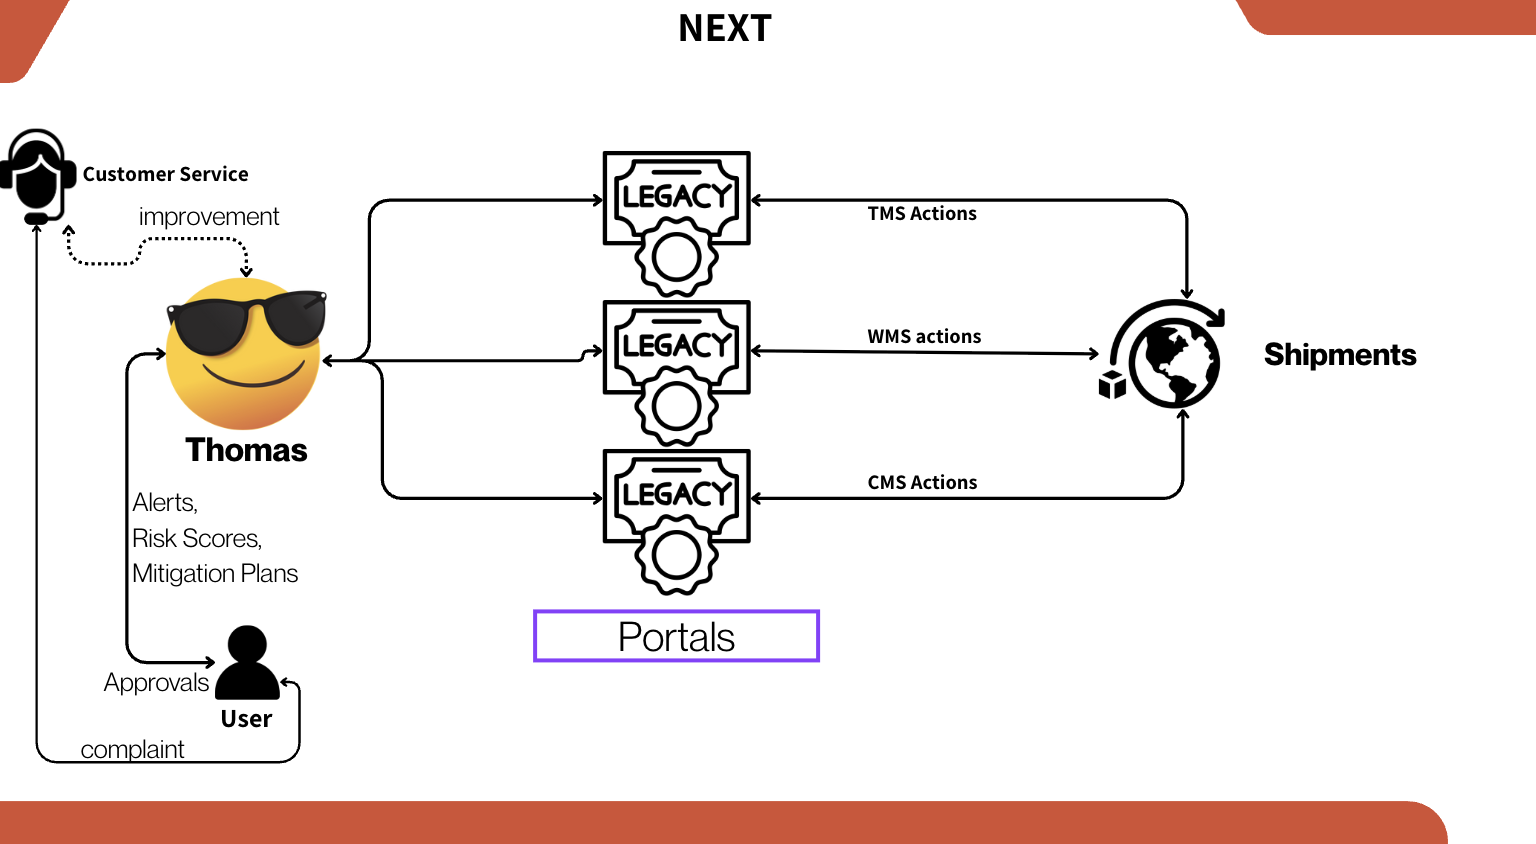 NEXT
Customer Service
improvement
LEGACY
TMS Actions
LEGACY
WMS actions
Shipments
Thomas
LEGACY
CMS Actions
Alerts,
Risk Scores,
Mitigation Plans
Portals
Approvals
User
complaint